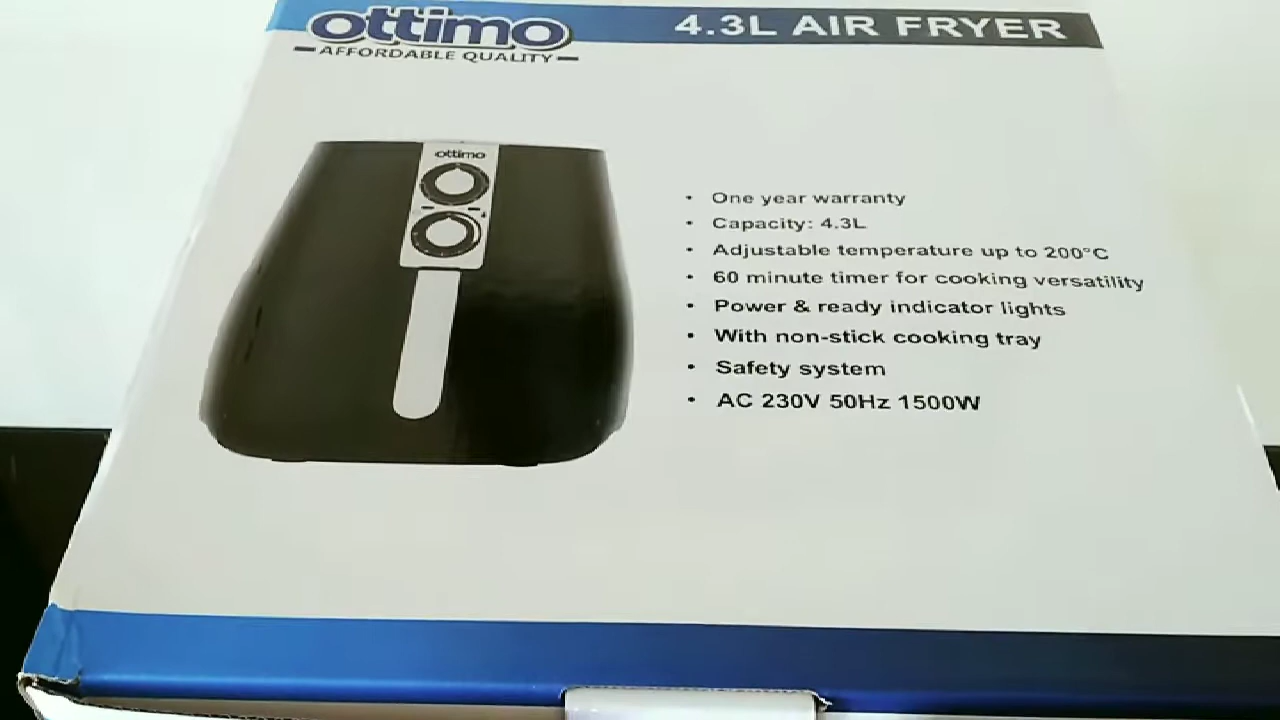 ottimo
AFFORDABLE QUALITY
4.3L AIR FRYER
ottimo
• One year warranty
• Capacity: 4.3L
• Adjustable temperature up to 200°C
• 60 minute timer for cooking versatility
• Power & ready indicator lights
• With non-stick cooking tray
• Safety system
• AC 230V 50Hz 1500W